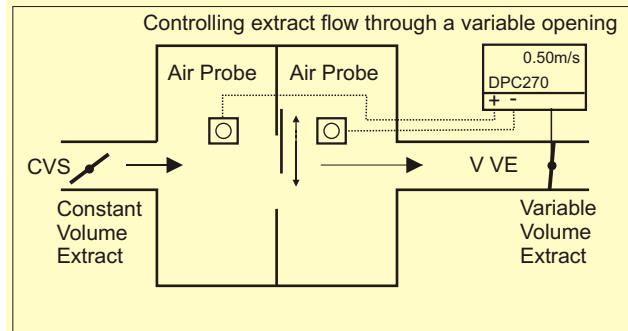 Controlling extract flow through a variable opening
0.50m/s
Air Probe
Air Probe
DPC270
+ -
CVS
V VE
Constant
Volume
Extract
Variable
Volume
Extract